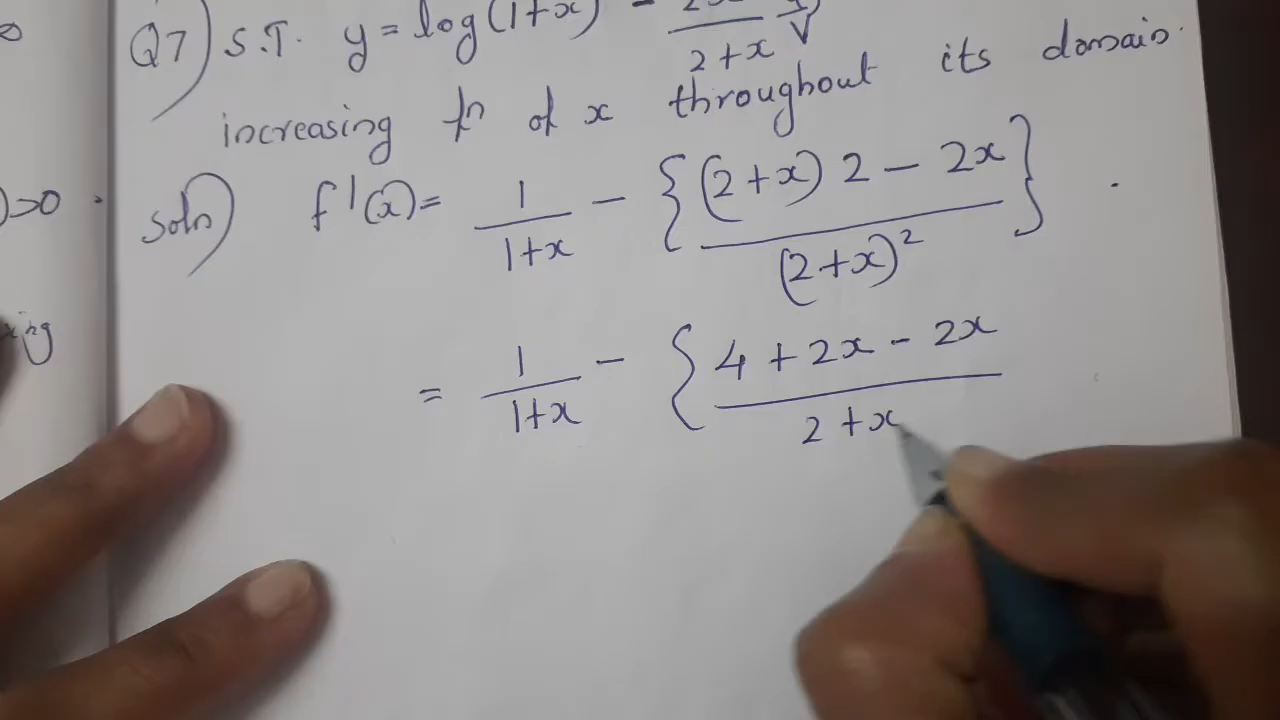 Q7) S.T. y = log(1+x) - 2x/(2+x)
increasing fn of x throughout its domain.
>0 .
Soln) f'(x) = 1/(1+x) - {((2+x) 2 - 2x)/(2+x)^2} .
= 1/(1+x) - {(4 + 2x - 2x)/(2+x